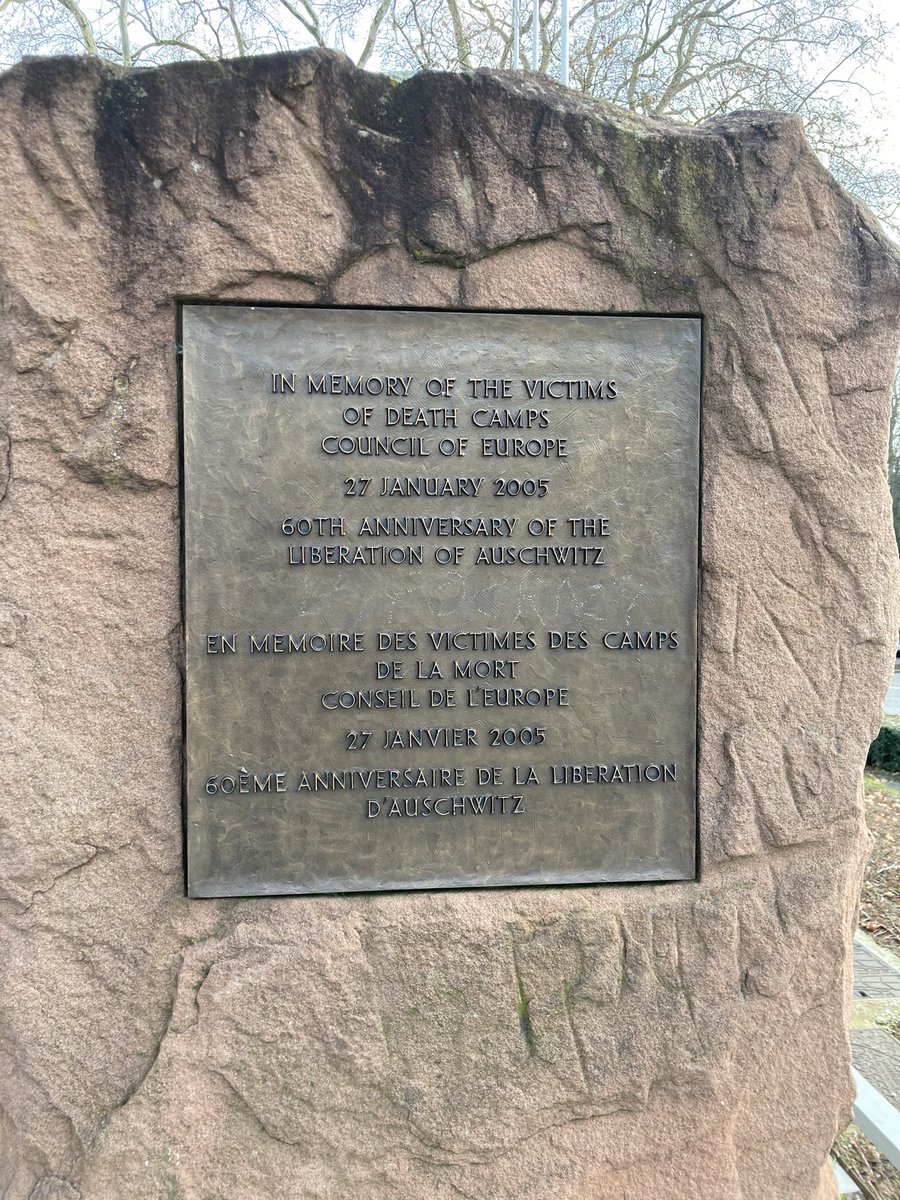 IN MEMORY OF THE VICTIMS
OF DEATH CAMPS
COUNCIL OF EUROPE
27 JANUARY 2005
60TH ANNIVERSARY OF THE
LIBERATION OF AUSCHWITZ
EN MEMOIRE DES VICTIMES DES CAMPS
DE LA MORT
CONSEIL DE L'EUROPE
27 JANVIER 2005
60ÈME ANNIVERSAIRE DE LA LIBERATION
D'AUSCHWITZ